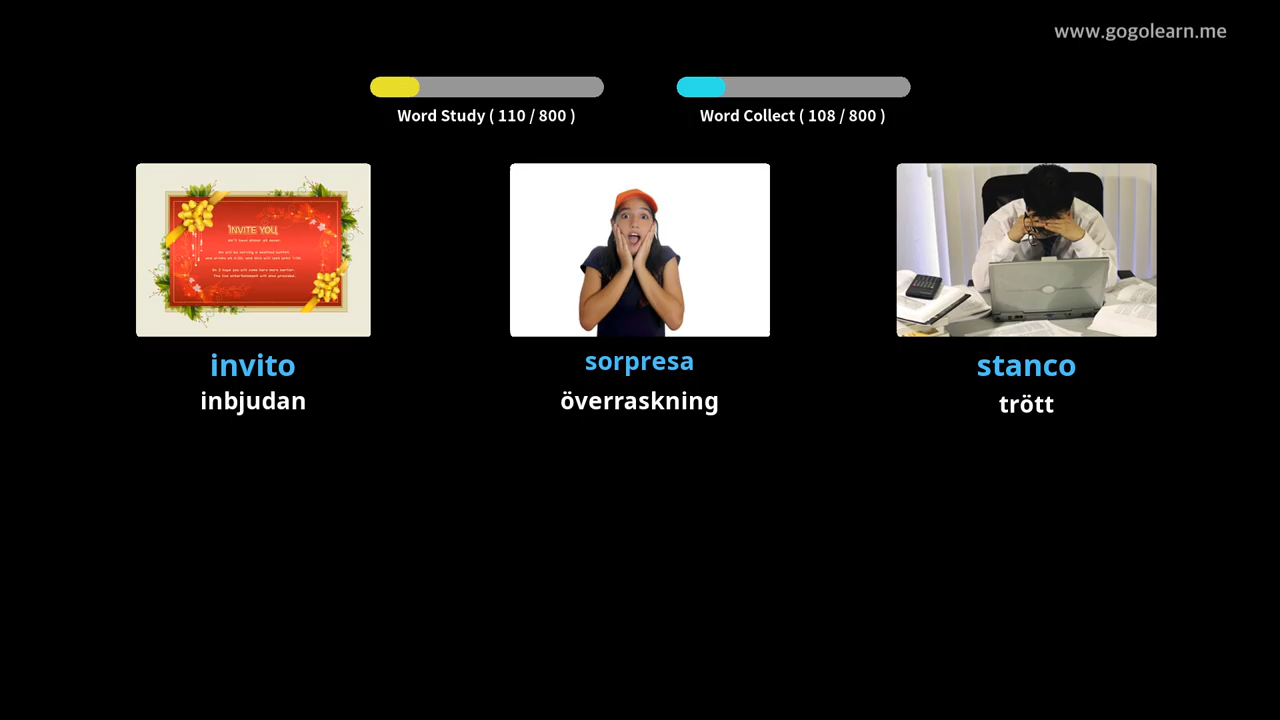 www.gogolearn.me
Word Study ( 110 / 800 )
Word Collect ( 108 / 800 )
INVITE YOU
invito
sorpresa
stanco
inbjudan
överraskning
trött